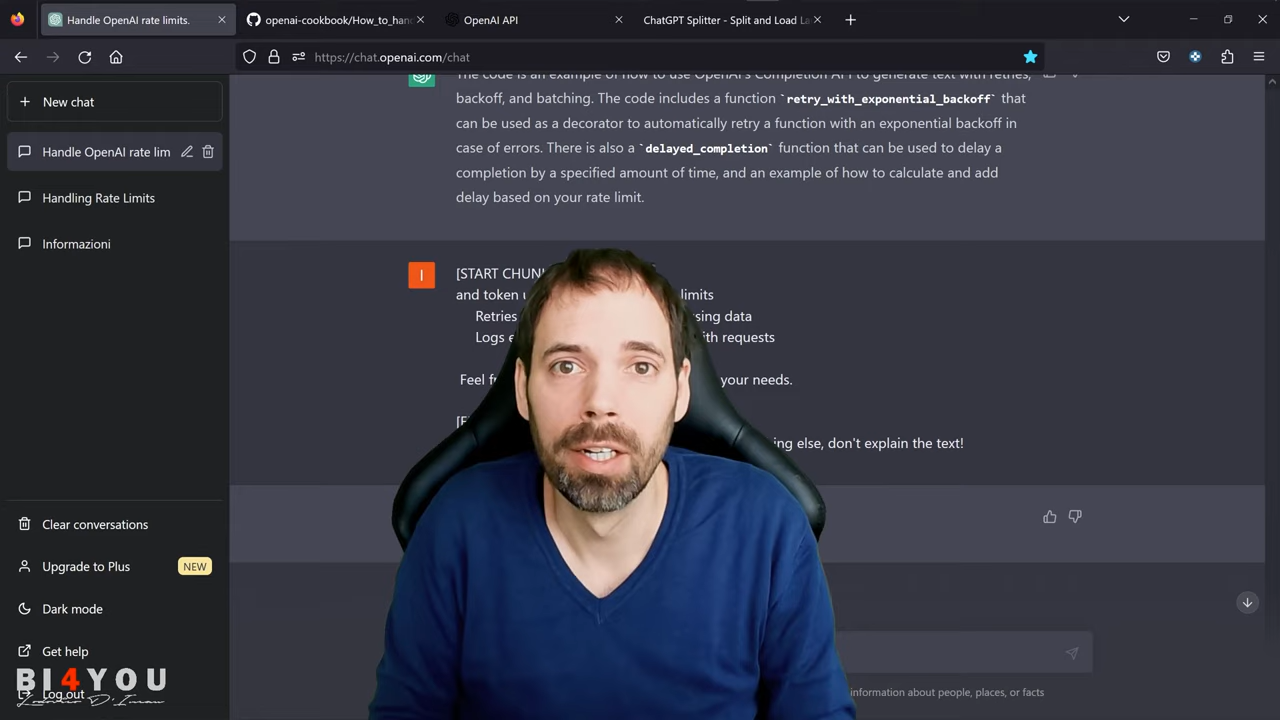 Handle OpenAI rate limits.
openai-cookbook/How_to_han
OpenAI API
ChatGPT Splitter - Split and Load La
https://chat.openai.com/chat
New chat
Handle OpenAI rate lim
Handling Rate Limits
Informazioni
The code is an example of how to use OpenAI's Completion API to generate text with retries,
backoff, and batching. The code includes a function `retry_with_exponential_backoff` that
can be used as a decorator to automatically retry a function with an exponential backoff in
case of errors. There is also a `delayed_completion` function that can be used to delay a
completion by a specified amount of time, and an example of how to calculate and add
delay based on your rate limit.
I
[START CHUN
and token limits
Retries sing data
Logs ith requests
Feel your needs.
ing else, don't explain the text!
Clear conversations
Upgrade to Plus NEW
Dark mode
Get help
Log out
BI4YOU
information about people, places, or facts